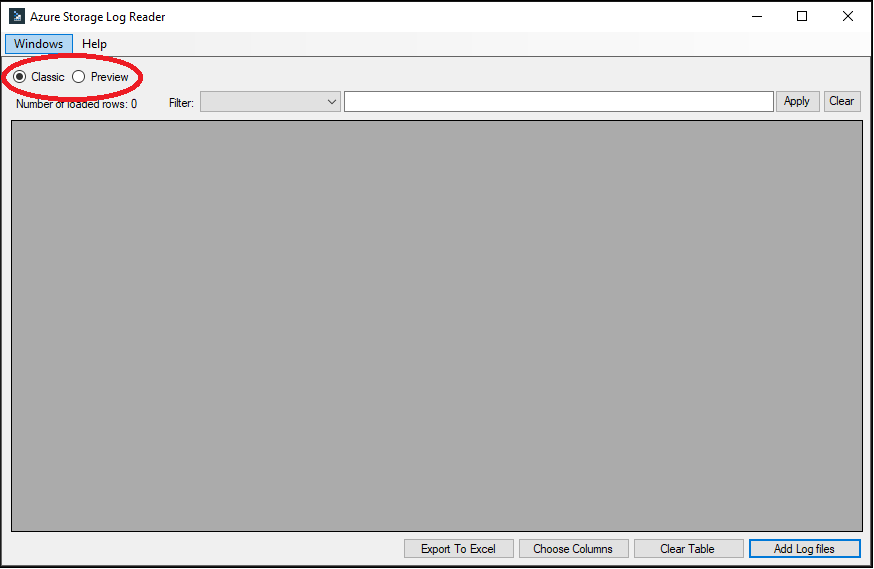 Azure Storage Log Reader
Windows Help
Classic Preview
Number of loaded rows: 0 Filter: Apply Clear
Export To Excel Choose Columns Clear Table Add Log files